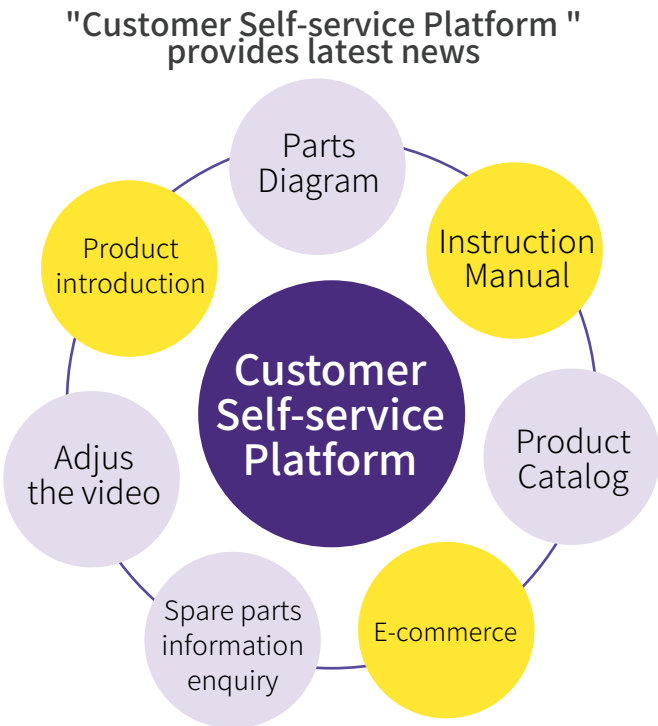 "Customer Self-service Platform "
provides latest news
Parts
Diagram
Instruction
Manual
Product
Catalog
E-commerce
Spare parts
information
enquiry
Adjus
the video
Product
introduction
Customer
Self-service
Platform